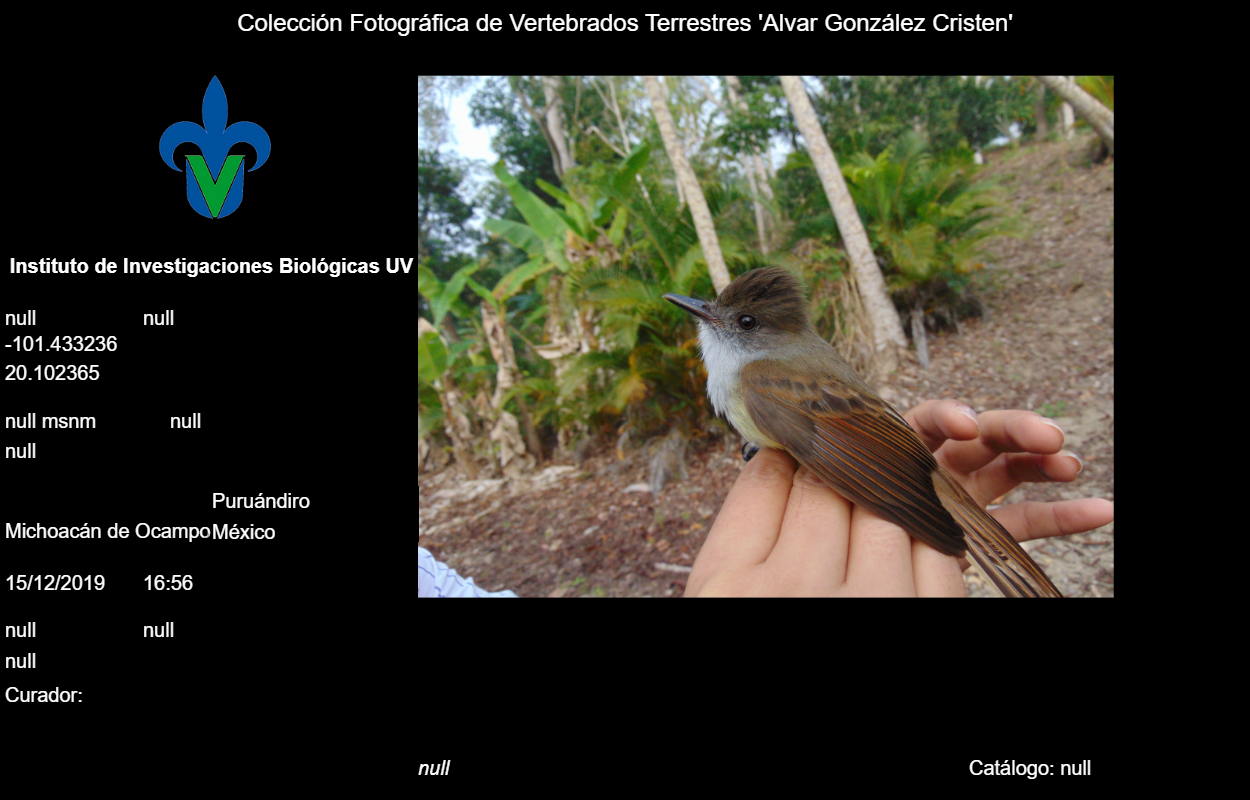 Colección Fotográfica de Vertebrados Terrestres 'Alvar González Cristen'
V
Instituto de Investigaciones Biológicas UV
null null
-101.433236
20.102365
null msnm null
null
Puruándiro
Michoacán de Ocampo México
15/12/2019 16:56
null null
null
Curador:
null Catálogo: null